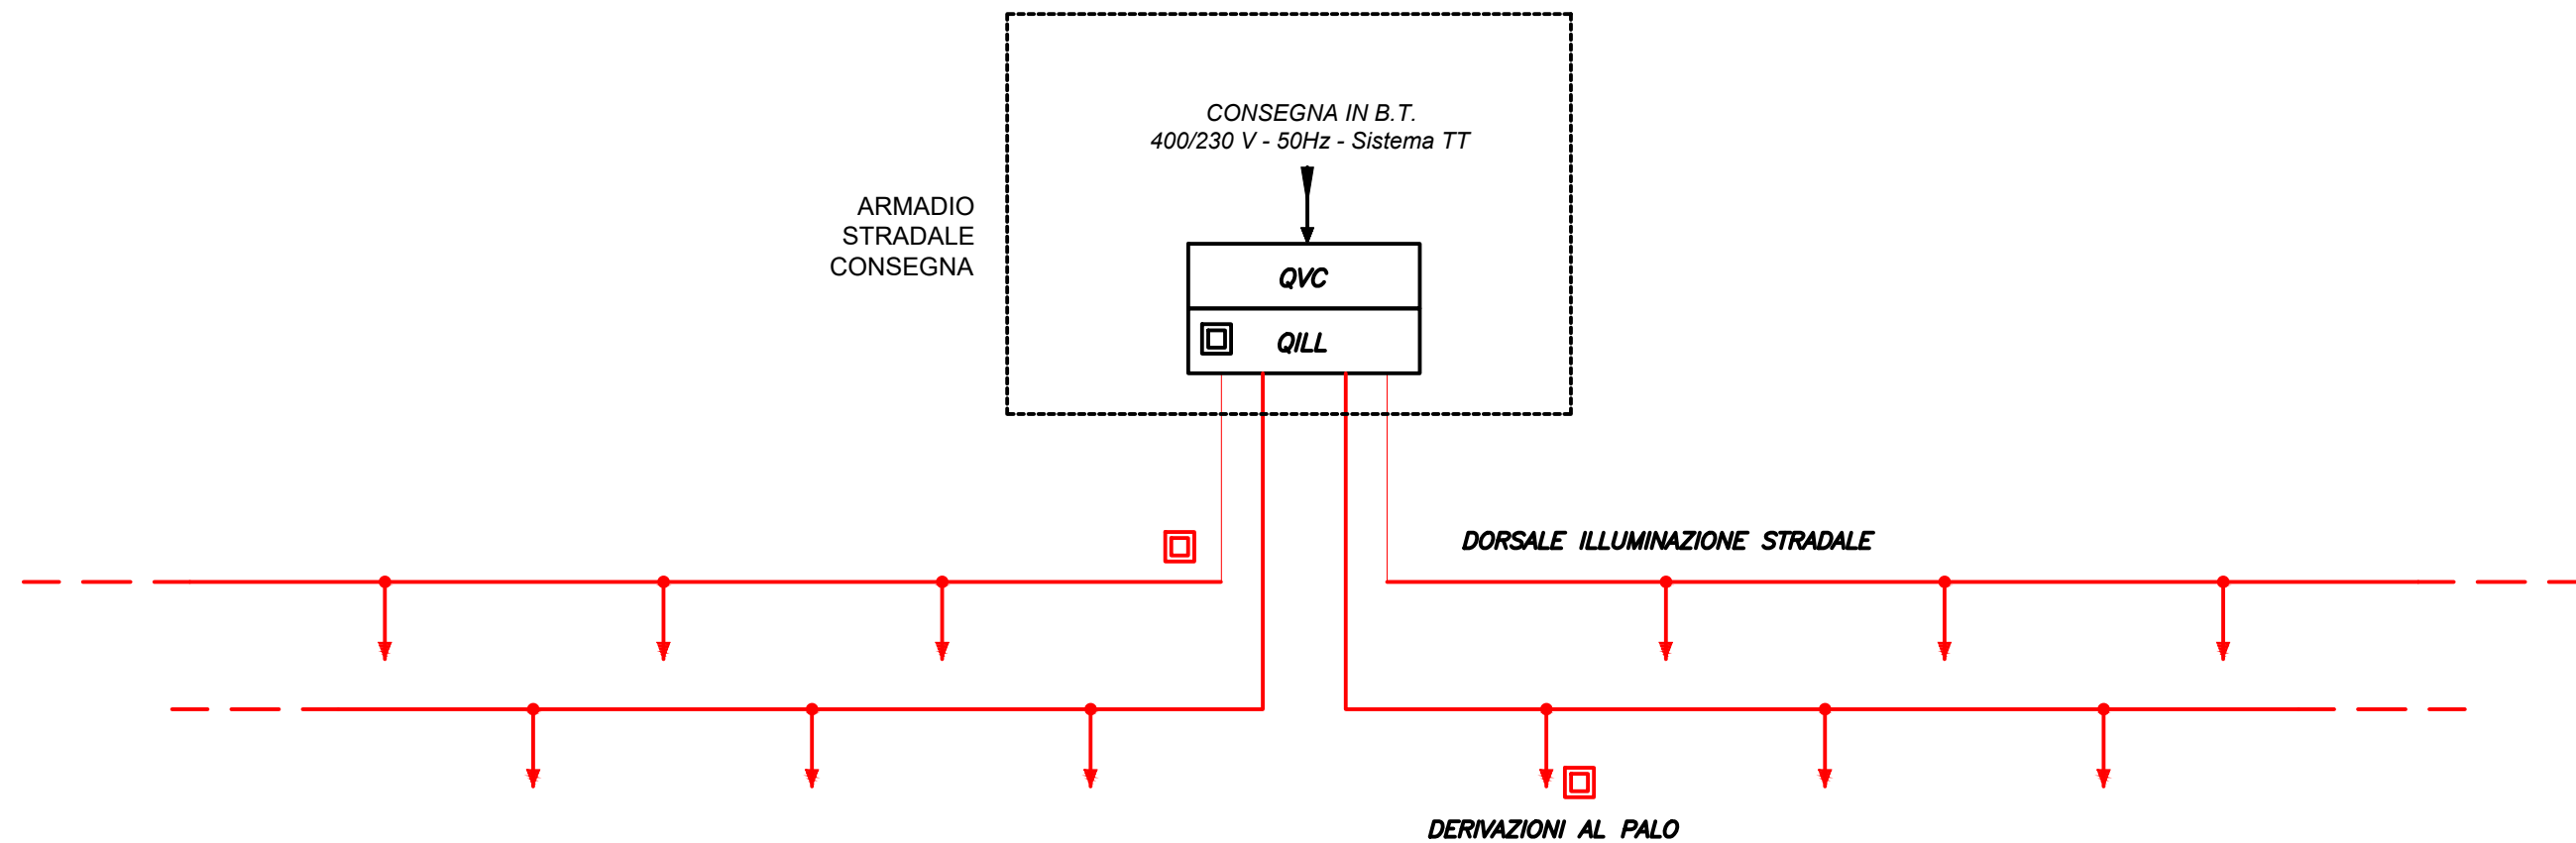 CONSEGNA IN B.T.
400/230 V - 50Hz - Sistema TT
ARMADIO
STRADALE
CONSEGNA
QVC
QILL
DORSALE ILLUMINAZIONE STRADALE
DERIVAZIONI AL PALO